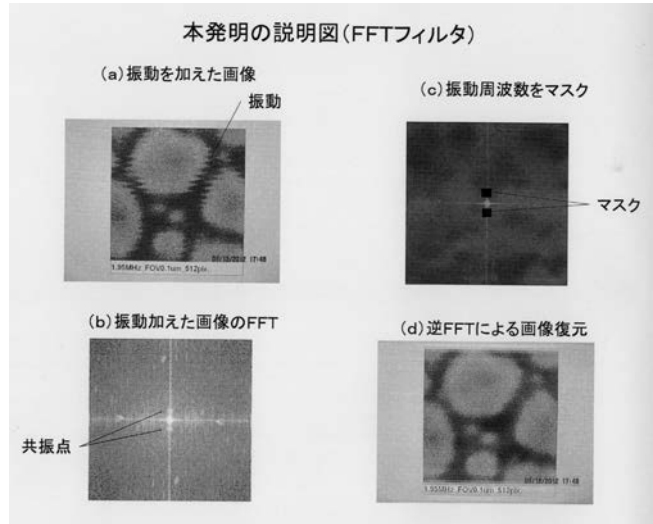 本発明の説明図(FFTフィルタ)
(a)振動を加えた画像
振動
1.95MHz_FOV0.1um_512pix.
(c)振動周波数をマスク
マスク
(b)振動加えた画像のFFT
共振点
(d)逆FFTによる画像復元